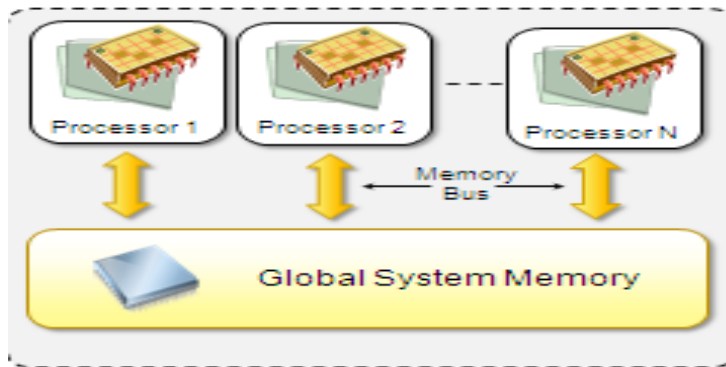 Processor 1
Processor 2
Processor N
Memory
Bus
Global System Memory